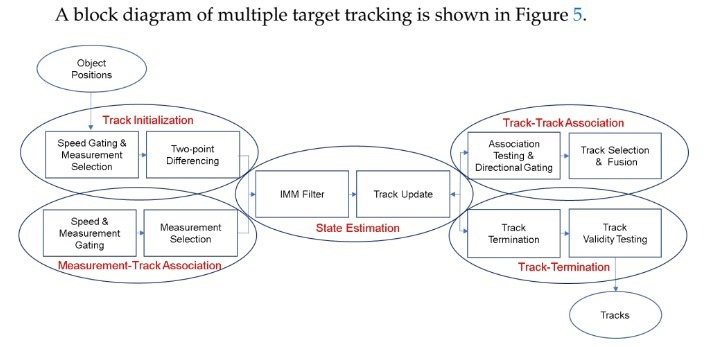 A block diagram of multiple target tracking is shown in Figure 5.
Object
Positions
Track Initialization
Speed Gating &
Measurement
Selection
Two-point
Differencing
Speed &
Measurement
Gating
Measurement
Selection
Measurement-Track Association
IMM Filter
Track Update
State Estimation
Track-Track Association
Association
Testing &
Directional Gating
Track Selection
& Fusion
Track
Termination
Track
Validity Testing
Track-Termination
Tracks